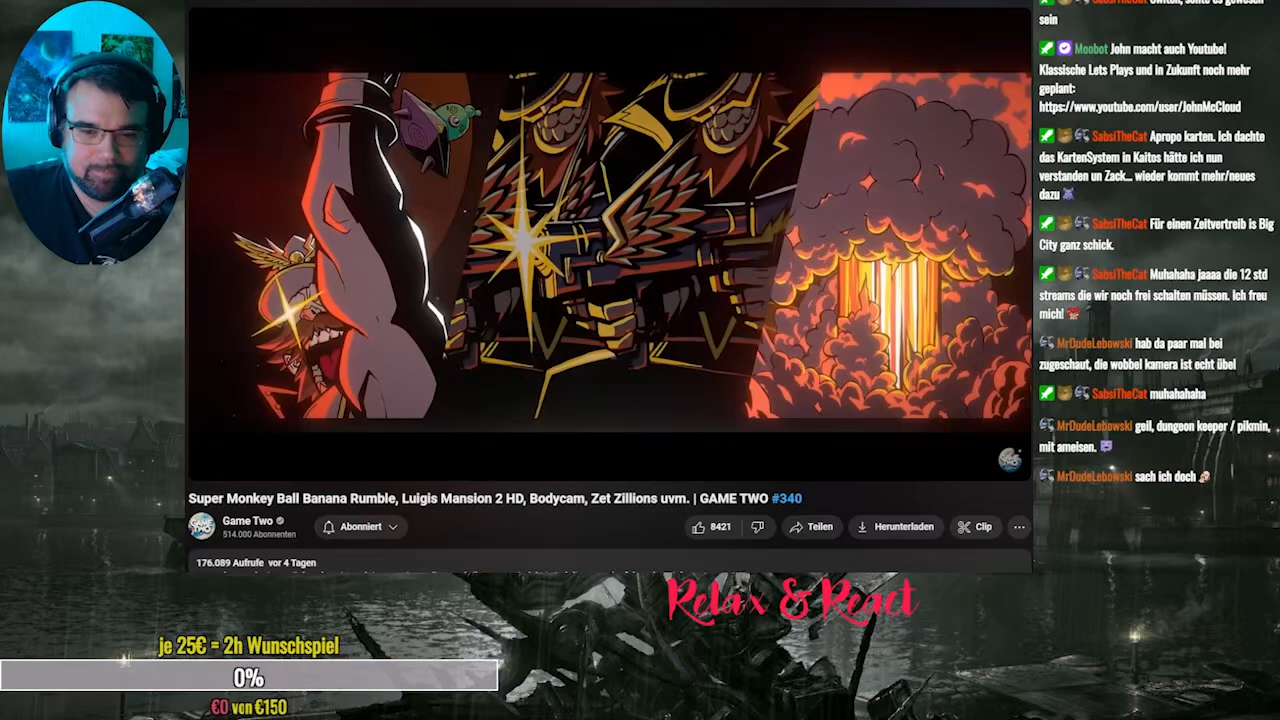 SabsiTheCat Switch, sollte es gewesen
sein
Moobot John macht auch Youtube!
Klassische Lets Plays und in Zukunft noch mehr
geplant:
https://www.youtube.com/user/JohnMcCloud
SabsiTheCat Apropo karten. Ich dachte
das KartenSystem in Kaitos hätte ich nun
verstanden un Zack... wieder kommt mehr/neues
dazu
SabsiTheCat Für einen Zeitvertreib is Big
City ganz schick.
SabsiTheCat Muhahaha jaaaa die 12 std
streams die wir noch frei schalten müssen. Ich freu
mich!
MrDudeLebowski hab da paar mal bei
zugeschaut, die wobbel kamera ist echt übel
SabsiTheCat muhahahaha
MrDudeLebowski geil, dungeon keeper / pikmin,
mit ameisen.
MrDudeLebowski sach ich doch
Super Monkey Ball Banana Rumble, Luigis Mansion 2 HD, Bodycam, Zet Zillions uvm. | GAME TWO #340
GAME TWO
Game Two
514.000 Abonnenten
Abonniert
8421
Teilen
Herunterladen
Clip
176.089 Aufrufe vor 4 Tagen
Relax & React
je 25€ = 2h Wunschspiel
0%
€0 von €150